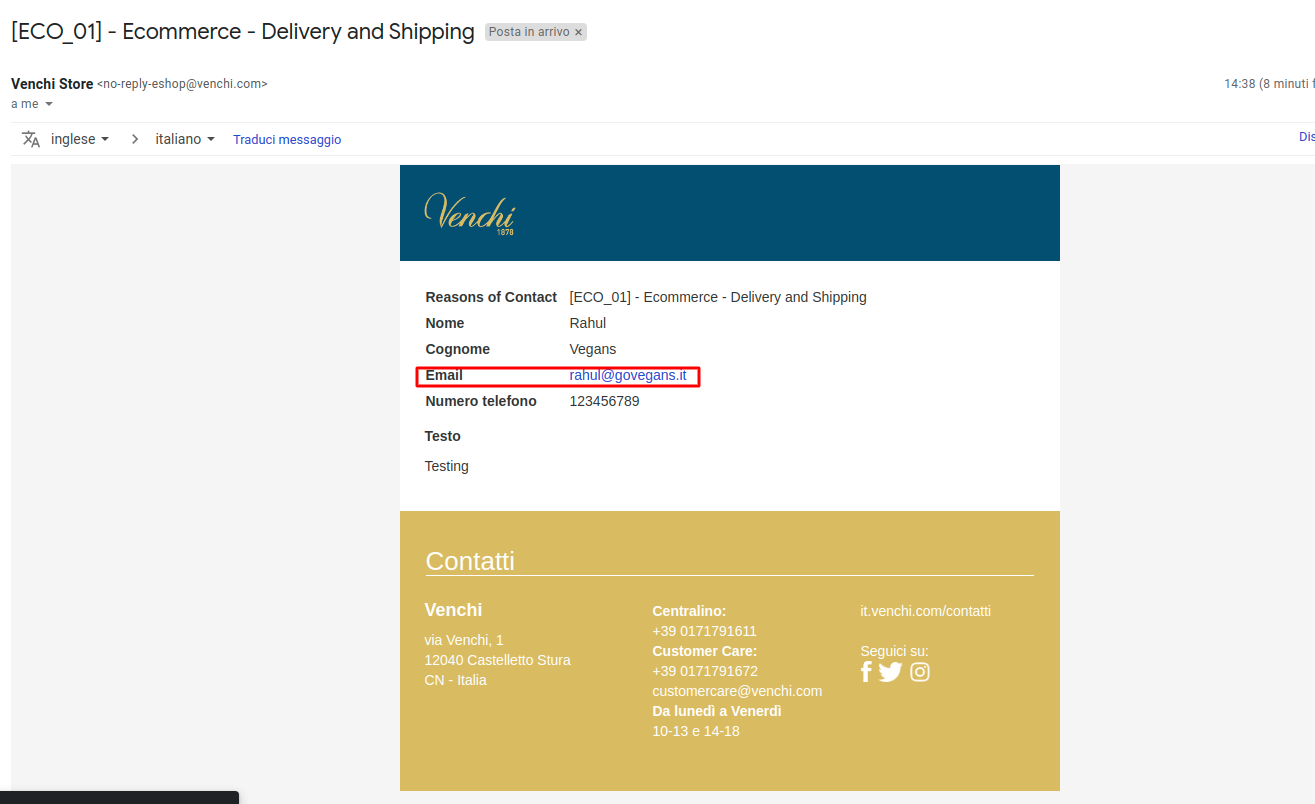 [ECO_01] - Ecommerce - Delivery and Shipping Posta in arrivo ×
Venchi Store <no-reply-eshop@venchi.com> 14:38 (8 minuti f
a me
inglese > italiano Traduci messaggio Dis
Venchi
1878
Reasons of Contact [ECO_01] - Ecommerce - Delivery and Shipping
Nome Rahul
Cognome Vegans
Email rahul@govegans.it
Numero telefono 123456789
Testo
Testing
Contatti
Venchi
via Venchi, 1
12040 Castelletto Stura
CN - Italia
Centralino:
+39 0171791611
Customer Care:
+39 0171791672
customercare@venchi.com
Da lunedì a Venerdì
10-13 e 14-18
it.venchi.com/contatti
Seguici su: